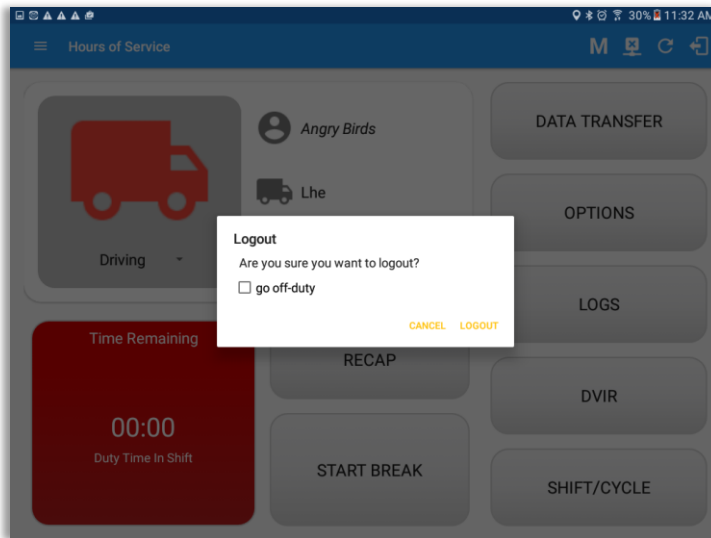 30% 11:32 AM
Hours of Service
M
Angry Birds
Lhe
Driving
DATA TRANSFER
OPTIONS
LOGS
DVIR
SHIFT/CYCLE
Logout
Are you sure you want to logout?
go off-duty
CANCEL LOGOUT
Time Remaining
00:00
Duty Time In Shift
RECAP
START BREAK